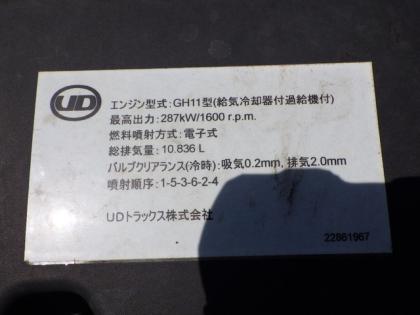 UD
エンジン型式:GH11型(給気冷却器付過給機付)
最高出力:287kW/1600 r.p.m.
燃料噴射方式:電子式
総排気量:10.836 L
バルブクリアランス(冷時):吸気0.2mm, 排気2.0mm
噴射順序:1-5-3-6-2-4
UDトラックス株式会社
22861967